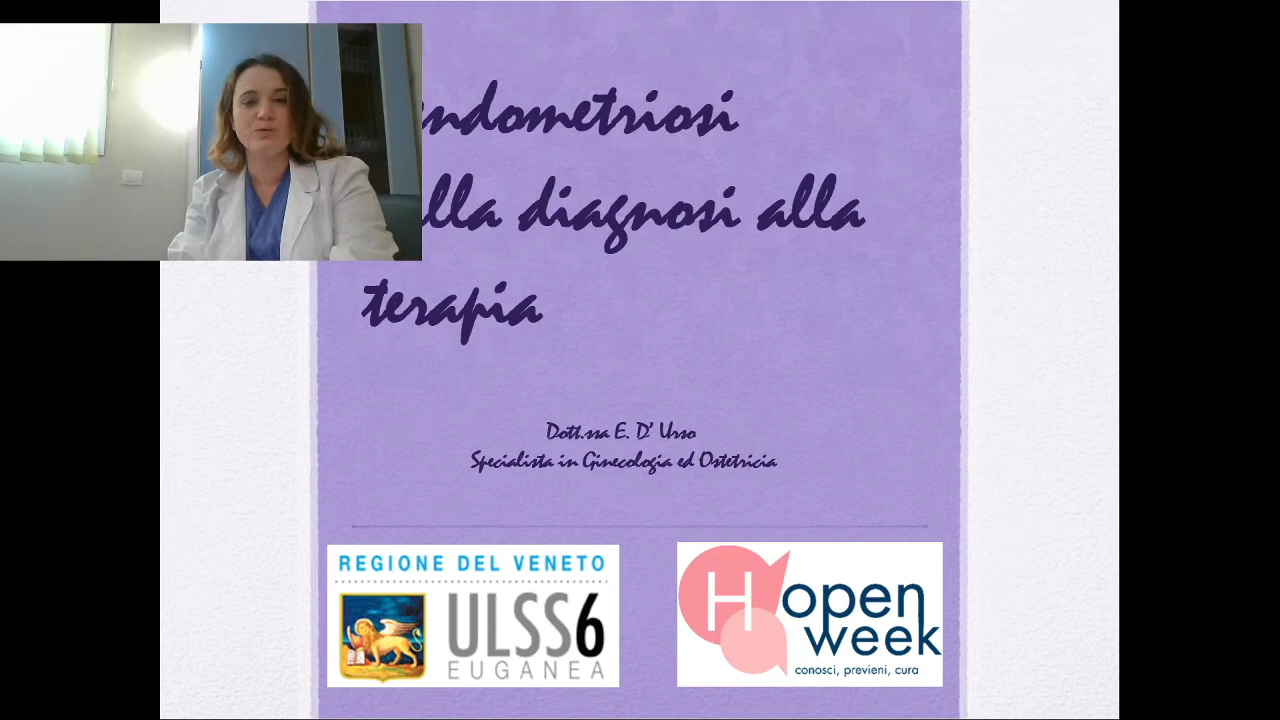 ndometriosi
lla diagnosi alla
terapia
Dott.ssa E. D' Urso
Specialista in Ginecologia ed Ostetricia
REGIONE DEL VENETO
ULSS6
EUGANEA
H open
week
conosci, previeni, cura